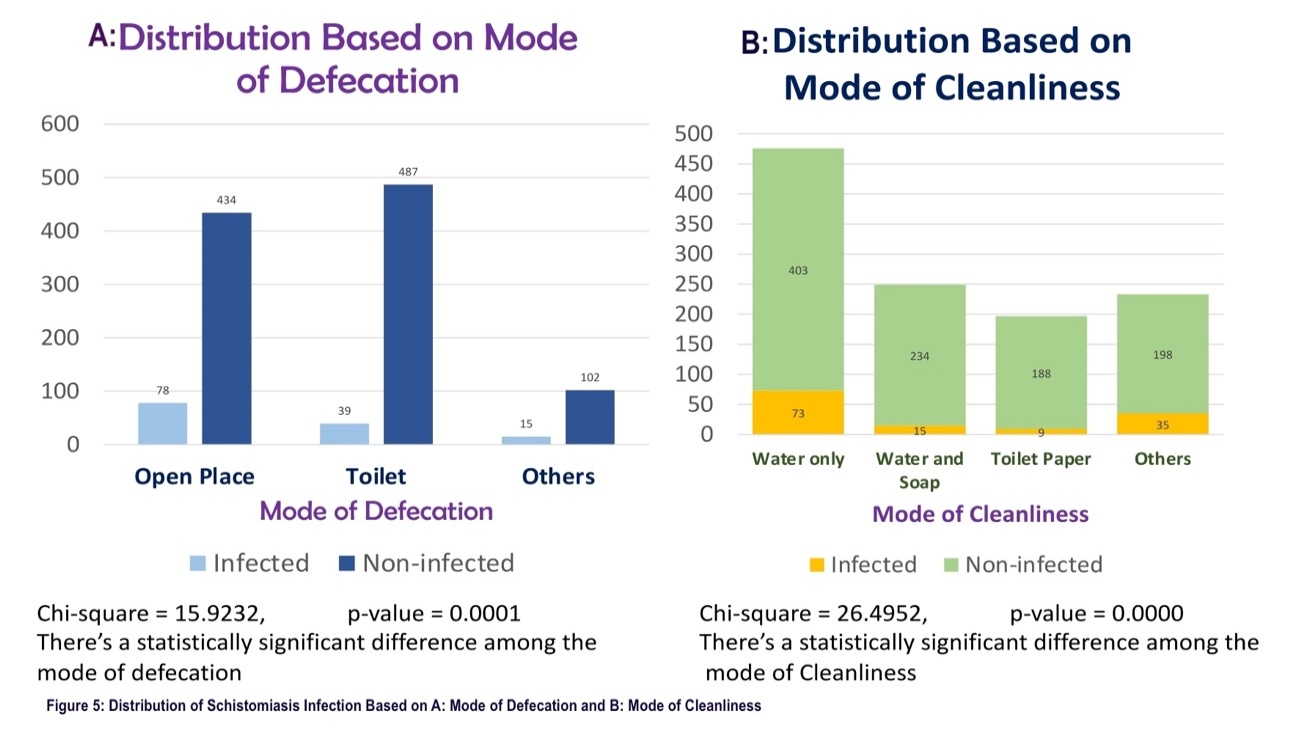 A:Distribution Based on Mode
of Defecation
600
500
400
300
200
100
0
78
434
39
487
15
102
Open Place
Toilet
Others
Mode of Defecation
Infected
Non-infected
Chi-square = 15.9232, p-value = 0.0001
There's a statistically significant difference among the
mode of defecation
B:Distribution Based on
Mode of Cleanliness
500
450
400
350
300
250
200
150
100
50
0
403
73
234
15
188
9
198
35
Water only
Water and
Soap
Toilet Paper
Others
Mode of Cleanliness
Infected
Non-infected
Chi-square = 26.4952, p-value = 0.0000
There's a statistically significant difference among the
mode of Cleanliness
Figure 5: Distribution of Schistomiasis Infection Based on A: Mode of Defecation and B: Mode of Cleanliness